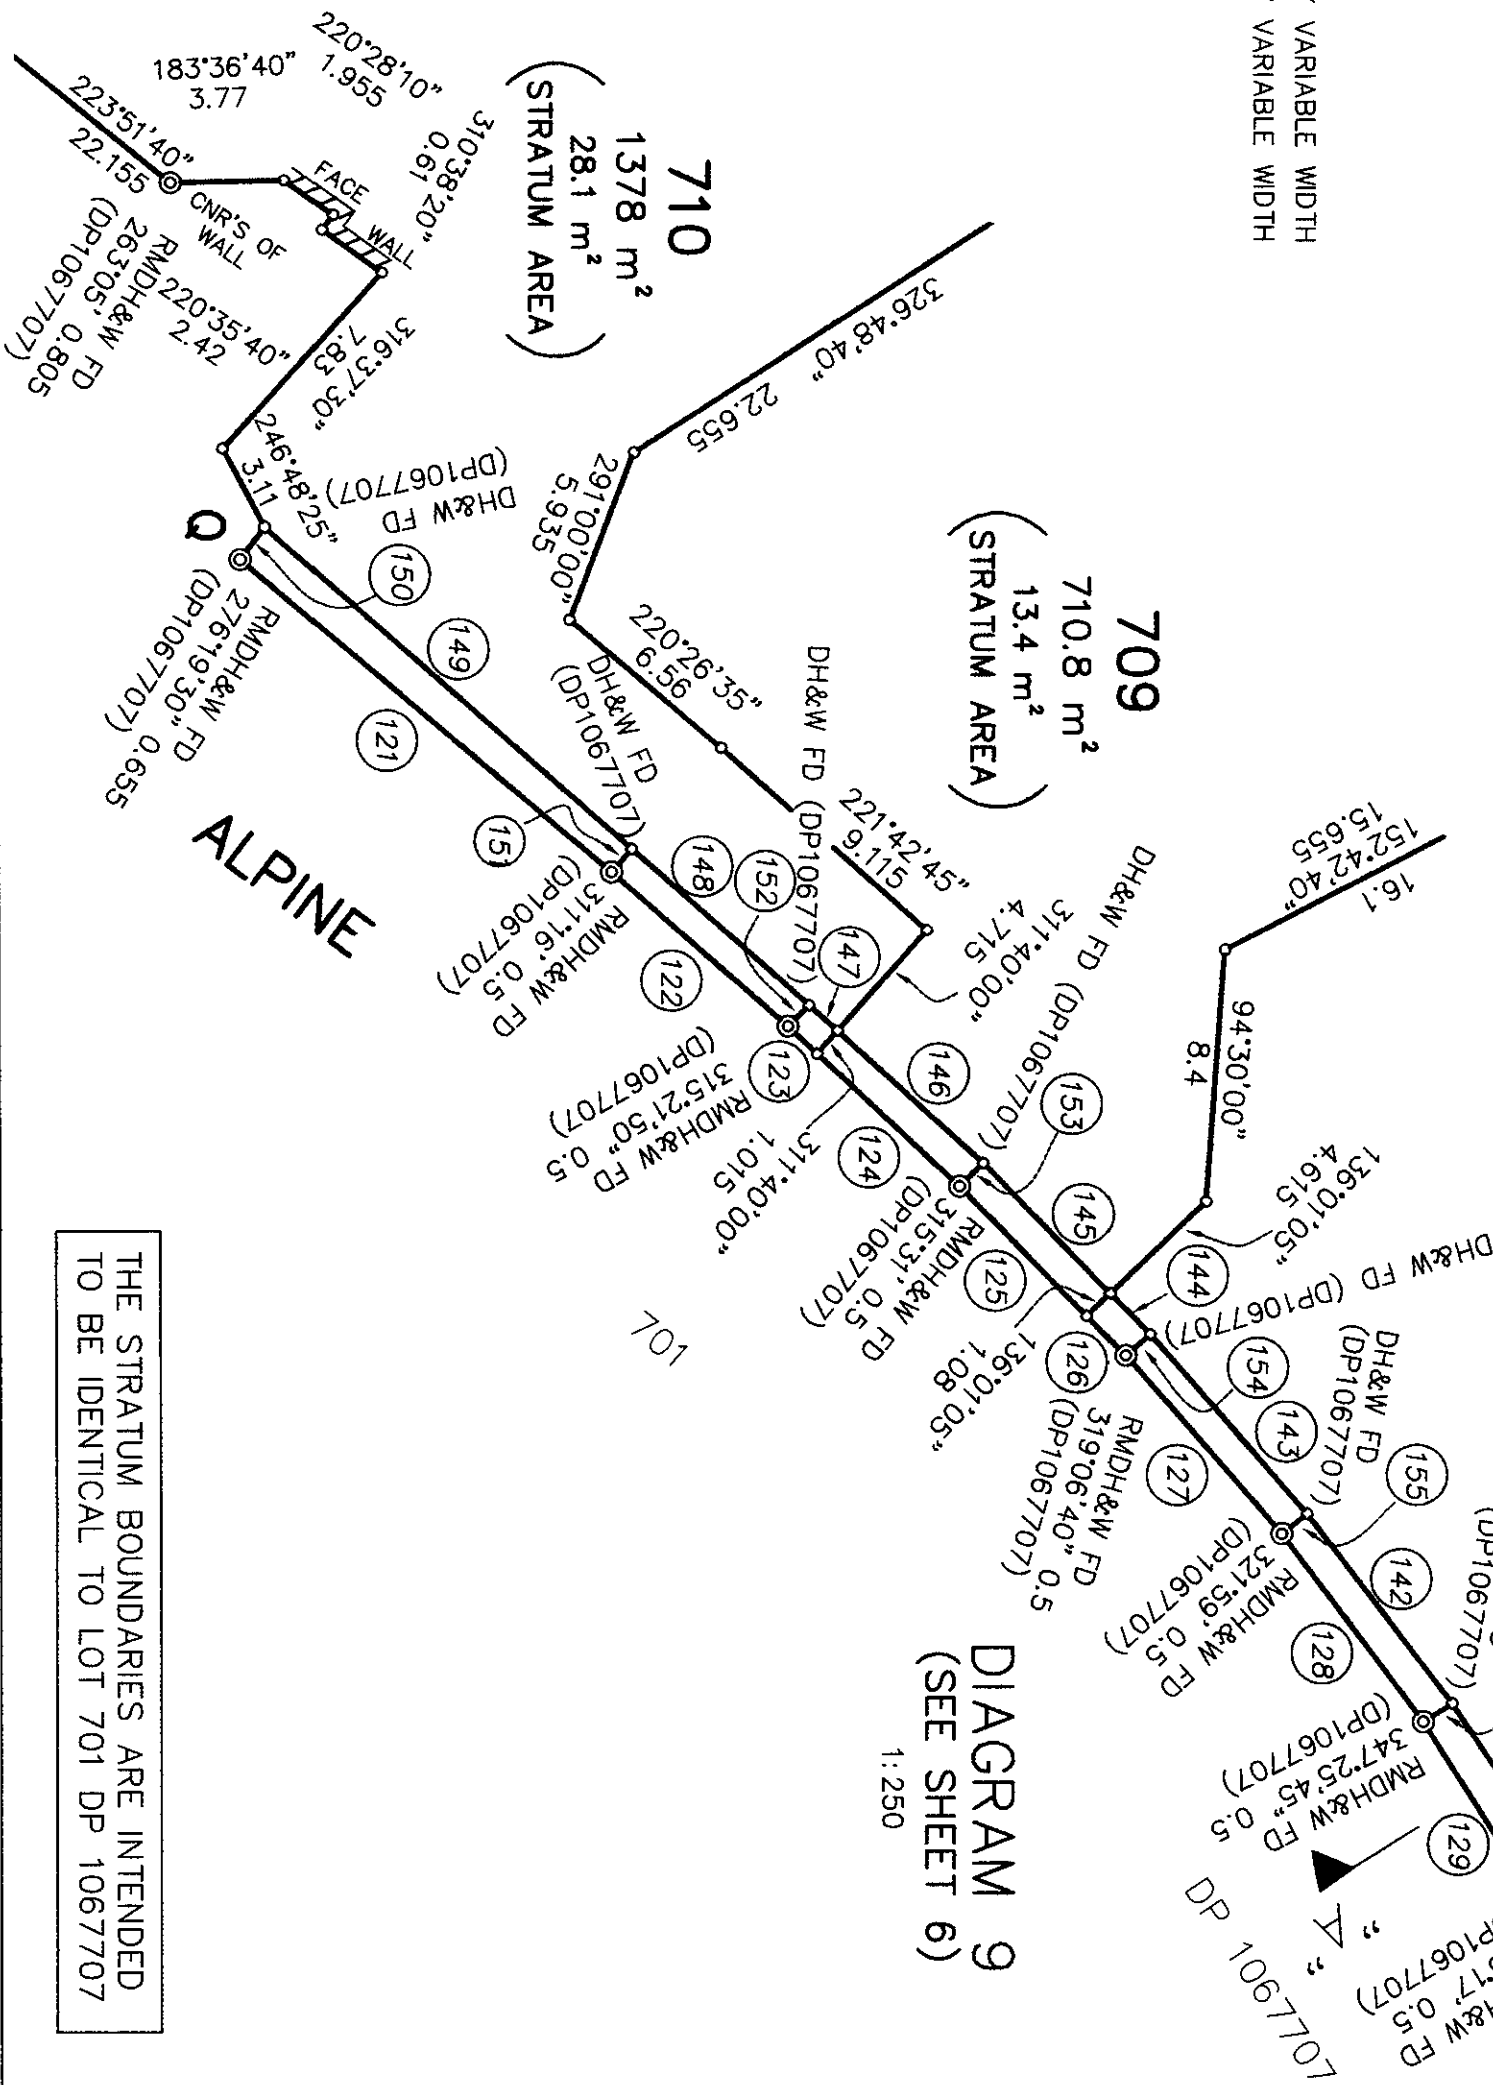 VARIABLE WIDTH
VARIABLE WIDTH
220°28'10"
1.955
183°36'40"
3.77
223°51'40"
22.155
310°38'20"
0.61
FACE
WALL
CNR'S OF
WALL
RMDH&W FD
263°05' 0.805
(DP1067707)
220°35'40"
2.42
316°37'30"
7.83
246°48'25"
3.11
710
1378 m²
28.1 m²
(STRATUM AREA)
326°48'40"
22.655
291°00'00"
5.935
220°26'35"
6.56
221°42'45"
9.115
311°40'00"
4.715
709
710.8 m²
13.4 m²
(STRATUM AREA)
152°42'40"
15.655
16.1
94°30'00"
8.4
136°01'05"
4.615
Q
DH&W FD
(DP1067707)
150
149
DH&W FD
(DP1067707)
121
RMDH&W FD
276°19'30" 0.655
(DP1067707)
151
148
152
DH&W FD (DP1067707)
147
RMDH&W FD
311°16' 0.5
(DP1067707)
122
123
RMDH&W FD
315°21'50" 0.5
(DP1067707)
311°40'00"
1.015
124
146
DH&W FD (DP1067707)
153
145
RMDH&W FD
315°31' 0.5
(DP1067707)
125
136°01'05"
1.08
126
144
DH&W FD (DP1067707)
154
143
RMDH&W FD
319°06'40" 0.5
(DP1067707)
127
DH&W FD
(DP1067707)
155
142
RMDH&W FD
321°59' 0.5
(DP1067707)
128
(DP1067707)
RMDH&W FD
347°25'45" 0.5
(DP1067707)
129
"A"
DP 1067707
&W FD
17' 0.5
P1067707)
ALPINE
701
DIAGRAM 9
(SEE SHEET 6)
1:250
THE STRATUM BOUNDARIES ARE INTENDED
TO BE IDENTICAL TO LOT 701 DP 1067707